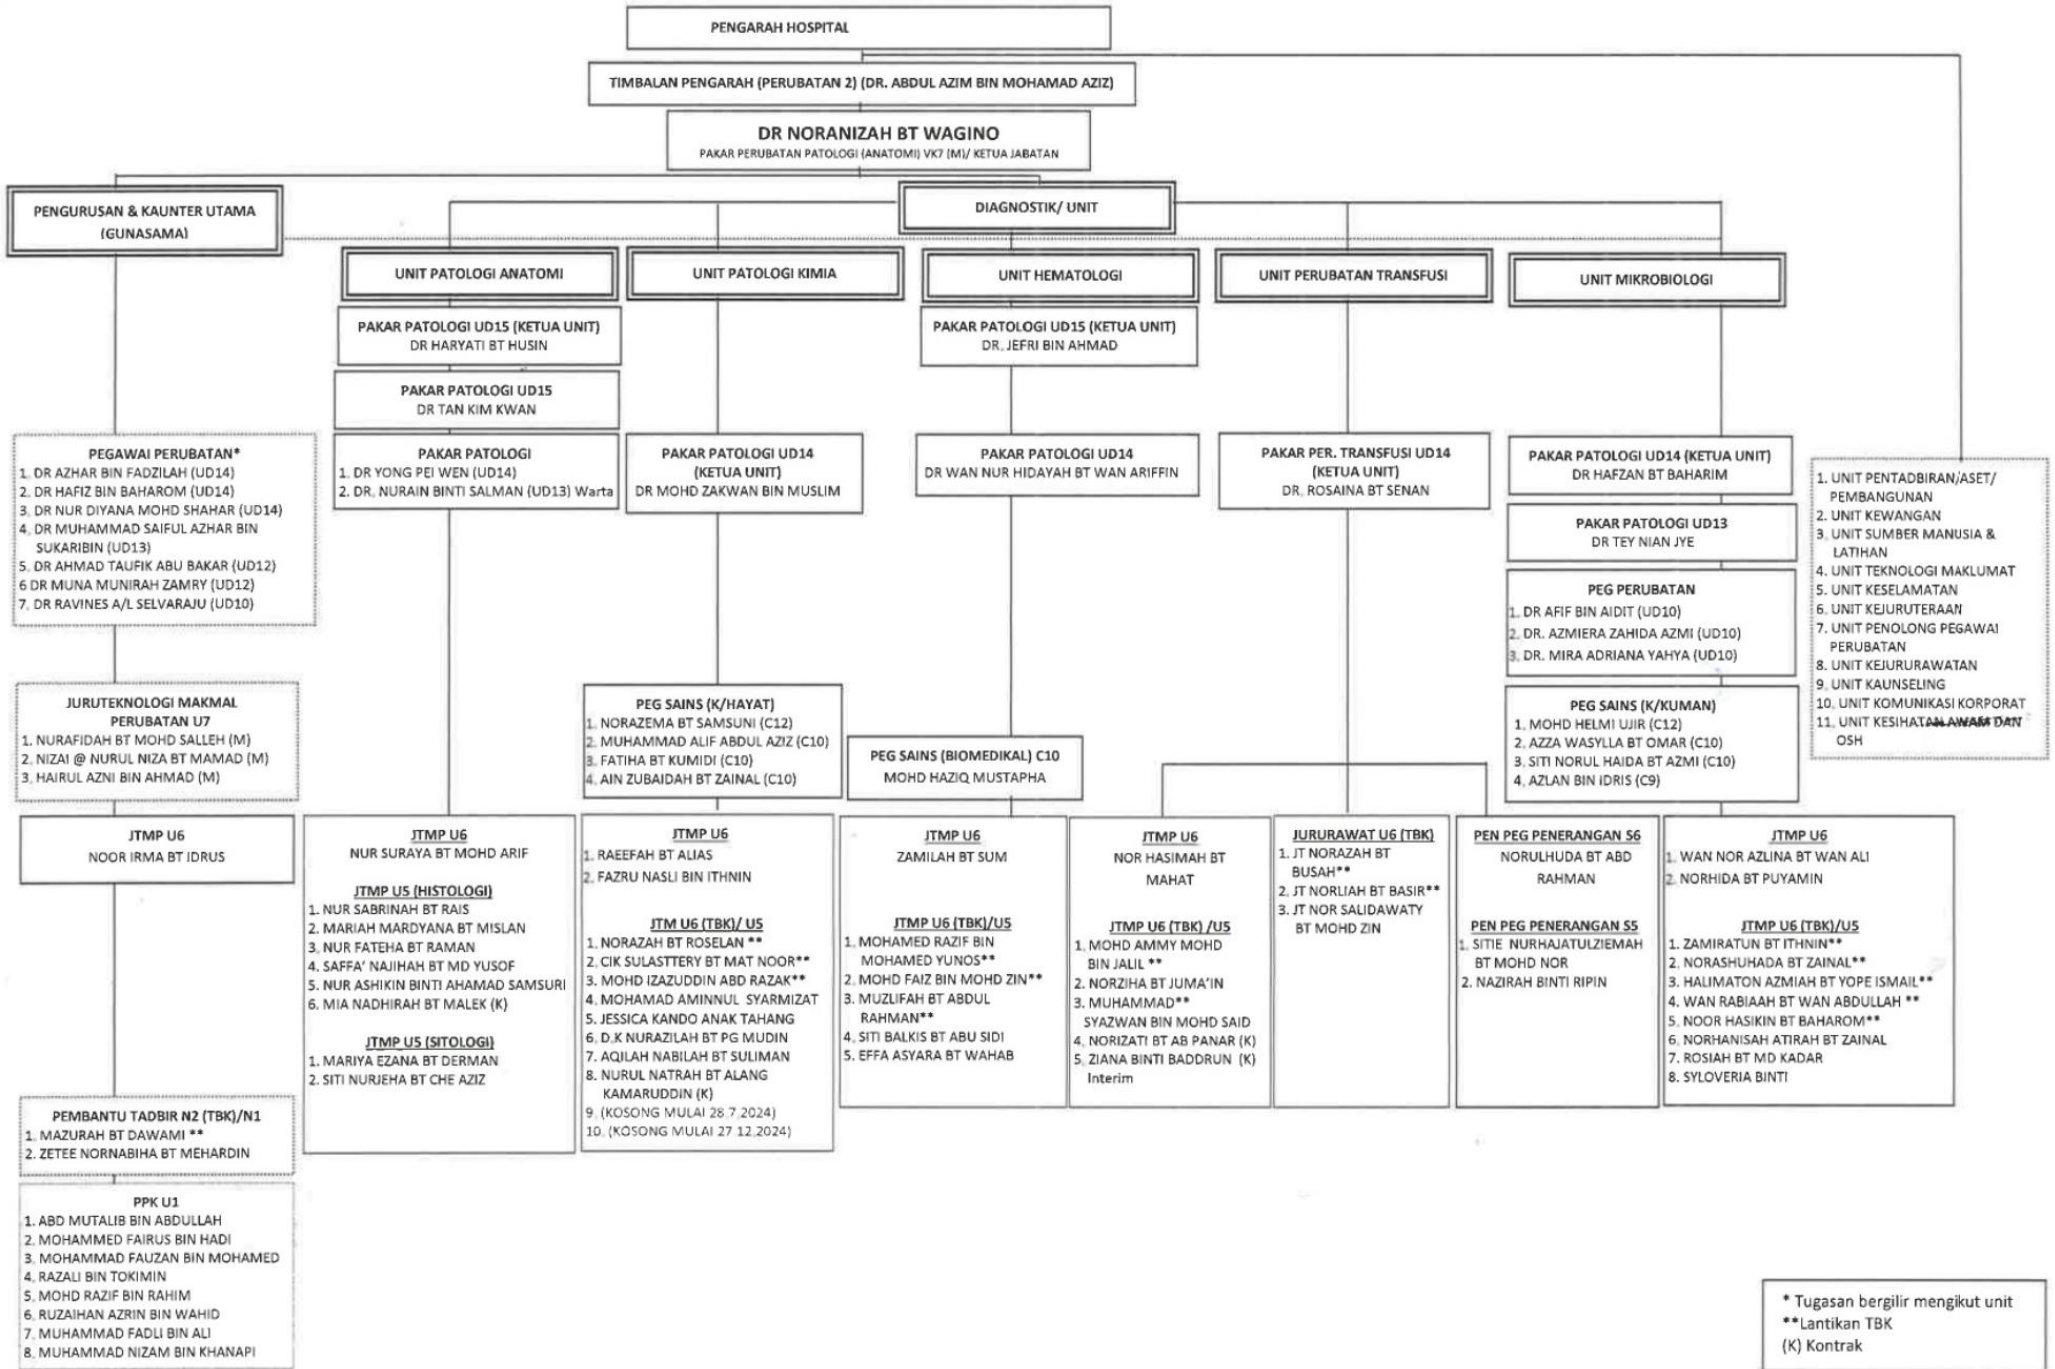 PENGARAH HOSPITAL
TIMBALAN PENGARAH (PERUBATAN 2) (DR. ABDUL AZIM BIN MOHAMAD AZIZ)
DR NORANIZAH BT WAGINO
PAKAR PERUBATAN PATOLOGI (ANATOMI) VK7 (M)/ KETUA JABATAN
PENGURUSAN & KAUNTER UTAMA
(GUNASAMA)
DIAGNOSTIK/ UNIT
PEGAWAI PERUBATAN*
1. DR AZHAR BIN FADZILAH (UD14)
2. DR HAFIZ BIN BAHAROM (UD14)
3. DR NUR DIYANA MOHD SHAHAR (UD14)
4. DR MUHAMMAD SAIFUL AZHAR BIN
SUKARIBIN (UD13)
5. DR AHMAD TAUFIK ABU BAKAR (UD12)
6 DR MUNA MUNIRAH ZAMRY (UD12)
7. DR RAVINES A/L SELVARAJU (UD10)
JURUTEKNOLOGI MAKMAL
PERUBATAN U7
1. NURAFIDAH BT MOHD SALLEH (M)
2. NIZAI @ NURUL NIZA BT MAMAD (M)
3. HAIRUL AZNI BIN AHMAD (M)
JTMP U6
NOOR IRMA BT IDRUS
PEMBANTU TADBIR N2 (TBK)/N1
1. MAZURAH BT DAWAMI **
2. ZETEE NORNABIHA BT MEHARDIN
PPK U1
1. ABD MUTALIB BIN ABDULLAH
2. MOHAMMED FAIRUS BIN HADI
3. MOHAMMAD FAUZAN BIN MOHAMED
4. RAZALI BIN TOKIMIN
5. MOHD RAZIF BIN RAHIM
6. RUZAIHAN AZRIN BIN WAHID
7. MUHAMMAD FADLI BIN ALI
8. MUHAMMAD NIZAM BIN KHANAPI
UNIT PATOLOGI ANATOMI
PAKAR PATOLOGI UD15 (KETUA UNIT)
DR HARYATI BT HUSIN
PAKAR PATOLOGI UD15
DR TAN KIM KWAN
PAKAR PATOLOGI
1. DR YONG PEI WEN (UD14)
2. DR. NURAIN BINTI SALMAN (UD13) Warta
JTMP U6
NUR SURAYA BT MOHD ARIF
JTMP U5 (HISTOLOGI)
1. NUR SABRINAH BT RAIS
2. MARIAH MARDYANA BT MISLAN
3. NUR FATEHA BT RAMAN
4. SAFFA' NAJIHAH BT MD YUSOF
5. NUR ASHIKIN BINTI AHAMAD SAMSURI
6. MIA NADHIRAH BT MALEK (K)
JTMP U5 (SITOLOGI)
1. MARIYA EZANA BT DERMAN
2. SITI NURJEHA BT CHE AZIZ
UNIT PATOLOGI KIMIA
PAKAR PATOLOGI UD14
(KETUA UNIT)
DR MOHD ZAKWAN BIN MUSLIM
PEG SAINS (K/HAYAT)
1. NORAZEMA BT SAMSUNI (C12)
2. MUHAMMAD ALIF ABDUL AZIZ (C10)
3. FATIHA BT KUMIDI (C10)
4. AIN ZUBAIDAH BT ZAINAL (C10)
JTMP U6
1. RAEEFAH BT ALIAS
2. FAZRU NASLI BIN ITHNIN
JTM U6 (TBK)/ U5
1. NORAZAH BT ROSELAN **
2. CIK SULASTTERY BT MAT NOOR**
3. MOHD IZAZUDDIN ABD RAZAK**
4. MOHAMAD AMINNUL SYARMIZAT
5. JESSICA KANDO ANAK TAHANG
6. D.K NURAZILAH BT PG MUDIN
7. AQILAH NABILAH BT SULIMAN
8. NURUL NATRAH BT ALANG
KAMARUDDIN (K)
9. (KOSONG MULAI 28.7.2024)
10. (KOSONG MULAI 27.12.2024)
UNIT HEMATOLOGI
PAKAR PATOLOGI UD15 (KETUA UNIT)
DR. JEFRI BIN AHMAD
PAKAR PATOLOGI UD14
DR WAN NUR HIDAYAH BT WAN ARIFFIN
PEG SAINS (BIOMEDIKAL) C10
MOHD HAZIQ MUSTAPHA
JTMP U6
ZAMILAH BT SUM
JTMP U6 (TBK)/U5
1. MOHAMED RAZIF BIN
MOHAMED YUNOS**
2. MOHD FAIZ BIN MOHD ZIN**
3. MUZLIFAH BT ABDUL
RAHMAN**
4. SITI BALKIS BT ABU SIDI
5. EFFA ASYARA BT WAHAB
UNIT PERUBATAN TRANSFUSI
PAKAR PER. TRANSFUSI UD14
(KETUA UNIT)
DR. ROSAINA BT SENAN
JTMP U6
NOR HASIMAH BT
MAHAT
JTMP U6 (TBK) /U5
1. MOHD AMMY MOHD
BIN JALIL **
2. NORZIHA BT JUMA'IN
3. MUHAMMAD**
SYAZWAN BIN MOHD SAID
4. NORIZATI BT AB PANAR (K)
5. ZIANA BINTI BADDRUN (K)
Interim
JURURAWAT U6 (TBK)
1. JT NORAZAH BT
BUSAH**
2. JT NORLIAH BT BASIR**
3. JT NOR SALIDAWATY
BT MOHD ZIN
PEN PEG PENERANGAN S6
NORULHUDA BT ABD
RAHMAN
PEN PEG PENERANGAN S5
1. SITIE NURHAJATULZIEMAH
BT MOHD NOR
2. NAZIRAH BINTI RIPIN
UNIT MIKROBIOLOGI
PAKAR PATOLOGI UD14 (KETUA UNIT)
DR HAFZAN BT BAHARIM
PAKAR PATOLOGI UD13
DR TEY NIAN JYE
PEG PERUBATAN
1. DR AFIF BIN AIDIT (UD10)
2. DR. AZMIERA ZAHIDA AZMI (UD10)
3. DR. MIRA ADRIANA YAHYA (UD10)
PEG SAINS (K/KUMAN)
1. MOHD HELMI UJIR (C12)
2. AZZA WASYLLA BT OMAR (C10)
3. SITI NORUL HAIDA BT AZMI (C10)
4. AZLAN BIN IDRIS (C9)
JTMP U6
1. WAN NOR AZLINA BT WAN ALI
2. NORHIDA BT PUYAMIN
JTMP U6 (TBK)/U5
1. ZAMIRATUN BT ITHNIN**
2. NORASHUHADA BT ZAINAL**
3. HALIMATON AZMIAH BT YOPE ISMAIL**
4. WAN RABIAAH BT WAN ABDULLAH **
5. NOOR HASIKIN BT BAHAROM**
6. NORHANISAH ATIRAH BT ZAINAL
7. ROSIAH BT MD KADAR
8. SYLOVERIA BINTI
1. UNIT PENTADBIRAN/ASET/
PEMBANGUNAN
2. UNIT KEWANGAN
3. UNIT SUMBER MANUSIA &
LATIHAN
4. UNIT TEKNOLOGI MAKLUMAT
5. UNIT KESELAMATAN
6. UNIT KEJURUTERAAN
7. UNIT PENOLONG PEGAWAI
PERUBATAN
8. UNIT KEJURURAWATAN
9. UNIT KAUNSELING
10. UNIT KOMUNIKASI KORPORAT
11. UNIT KESIHATAN AWAM DAN
OSH
* Tugasan bergilir mengikut unit
**Lantikan TBK
(K) Kontrak